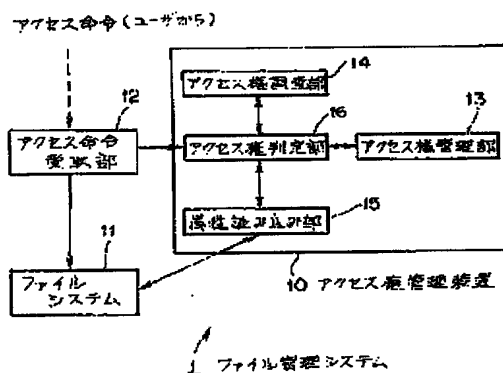 アクセス命令(ユーザから)
14
アクセス権調査部
12
16
13
アクセス命令
受取部
アクセス権判定部
アクセス権管理部
15
属性読み込み部
11
ファイル
システム
10 アクセス権管理装置
1 ファイル管理システム